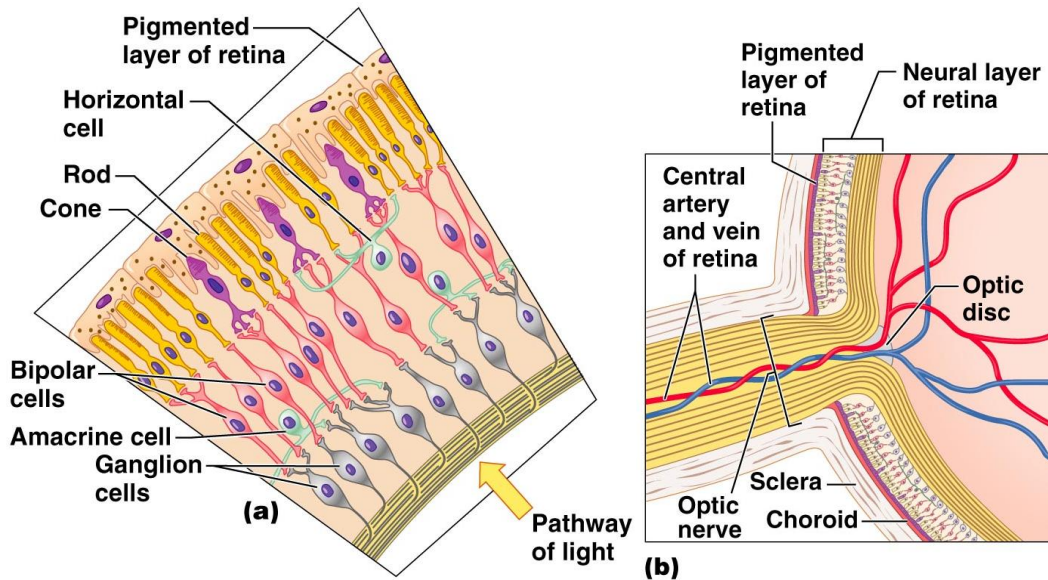 Pigmented
layer of retina
Horizontal
cell
Rod
Cone
Bipolar
cells
Amacrine cell
Ganglion
cells
(a)
Pathway
of light
Pigmented
layer of
retina
Neural layer
of retina
Central
artery
and vein
of retina
Optic
disc
Sclera
Optic
nerve
Choroid
(b)